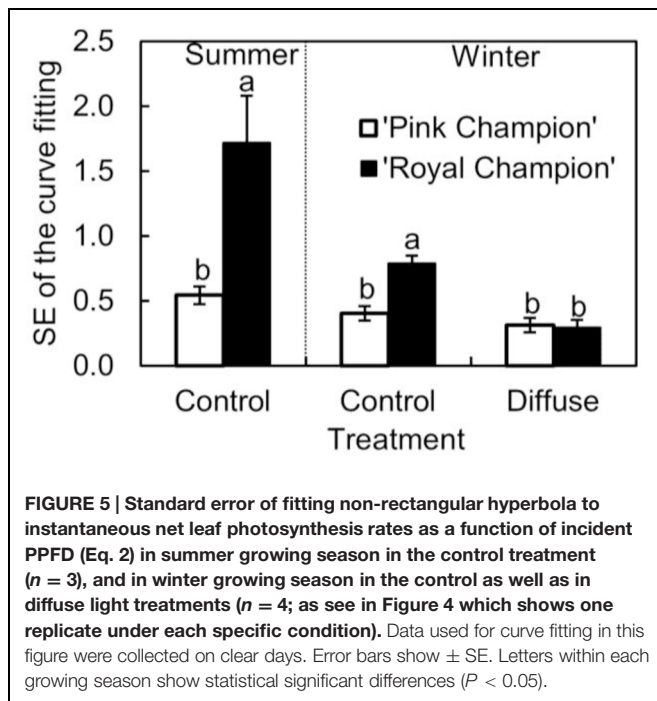 2.5
Summer
Winter
a
2.0
'Pink Champion'
'Royal Champion'
1.5
SE of the curve fitting
1.0
a
b
b
b
b
0.5
0.0
Control
Control
Diffuse
Treatment
FIGURE 5 | Standard error of fitting non-rectangular hyperbola to
instantaneous net leaf photosynthesis rates as a function of incident
PPFD (Eq. 2) in summer growing season in the control treatment
(n = 3), and in winter growing season in the control as well as in
diffuse light treatments (n = 4; as see in Figure 4 which shows one
replicate under each specific condition). Data used for curve fitting in this
figure were collected on clear days. Error bars show ± SE. Letters within each
growing season show statistical significant differences (P < 0.05).